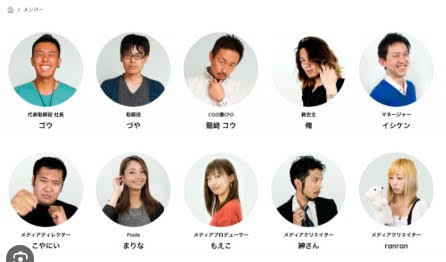 メンバー
代表取締役 社長
ゴウ
取締役
づや
COO兼CFO
龍崎 コウ
救世主
俺
マネージャー
イシケン
メディアディレクター
こやにい
Poole
まりな
メディアプロデューサー
もえこ
メディアクリエイター
紳さん
メディアクリエイター
ranran